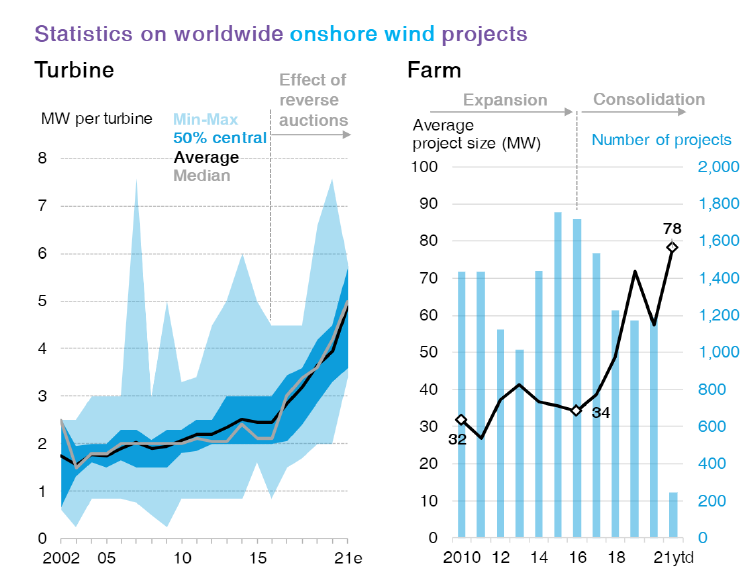 Statistics on worldwide onshore wind projects
Turbine
Effect of
reverse
auctions
MW per turbine
Min-Max
50% central
Average
Median
8
7
6
5
4
3
2
1
0
2002 05 10 15 21e
Farm
Expansion
Consolidation
Average
project size (MW)
Number of projects
100 2,000
90 1,800
80 1,600
70 1,400
60 1,200
50 1,000
40 800
30 600
20 400
10 200
0 0
78
34
32
2010 12 14 16 18 21ytd